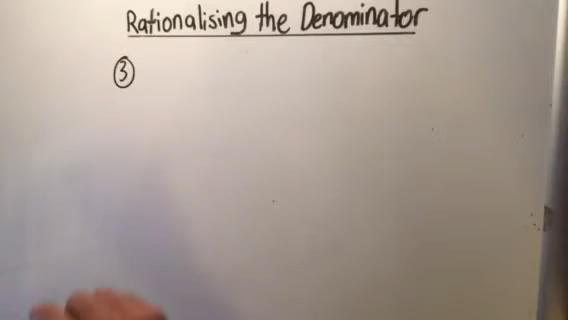 Rationalising the Denominator
③